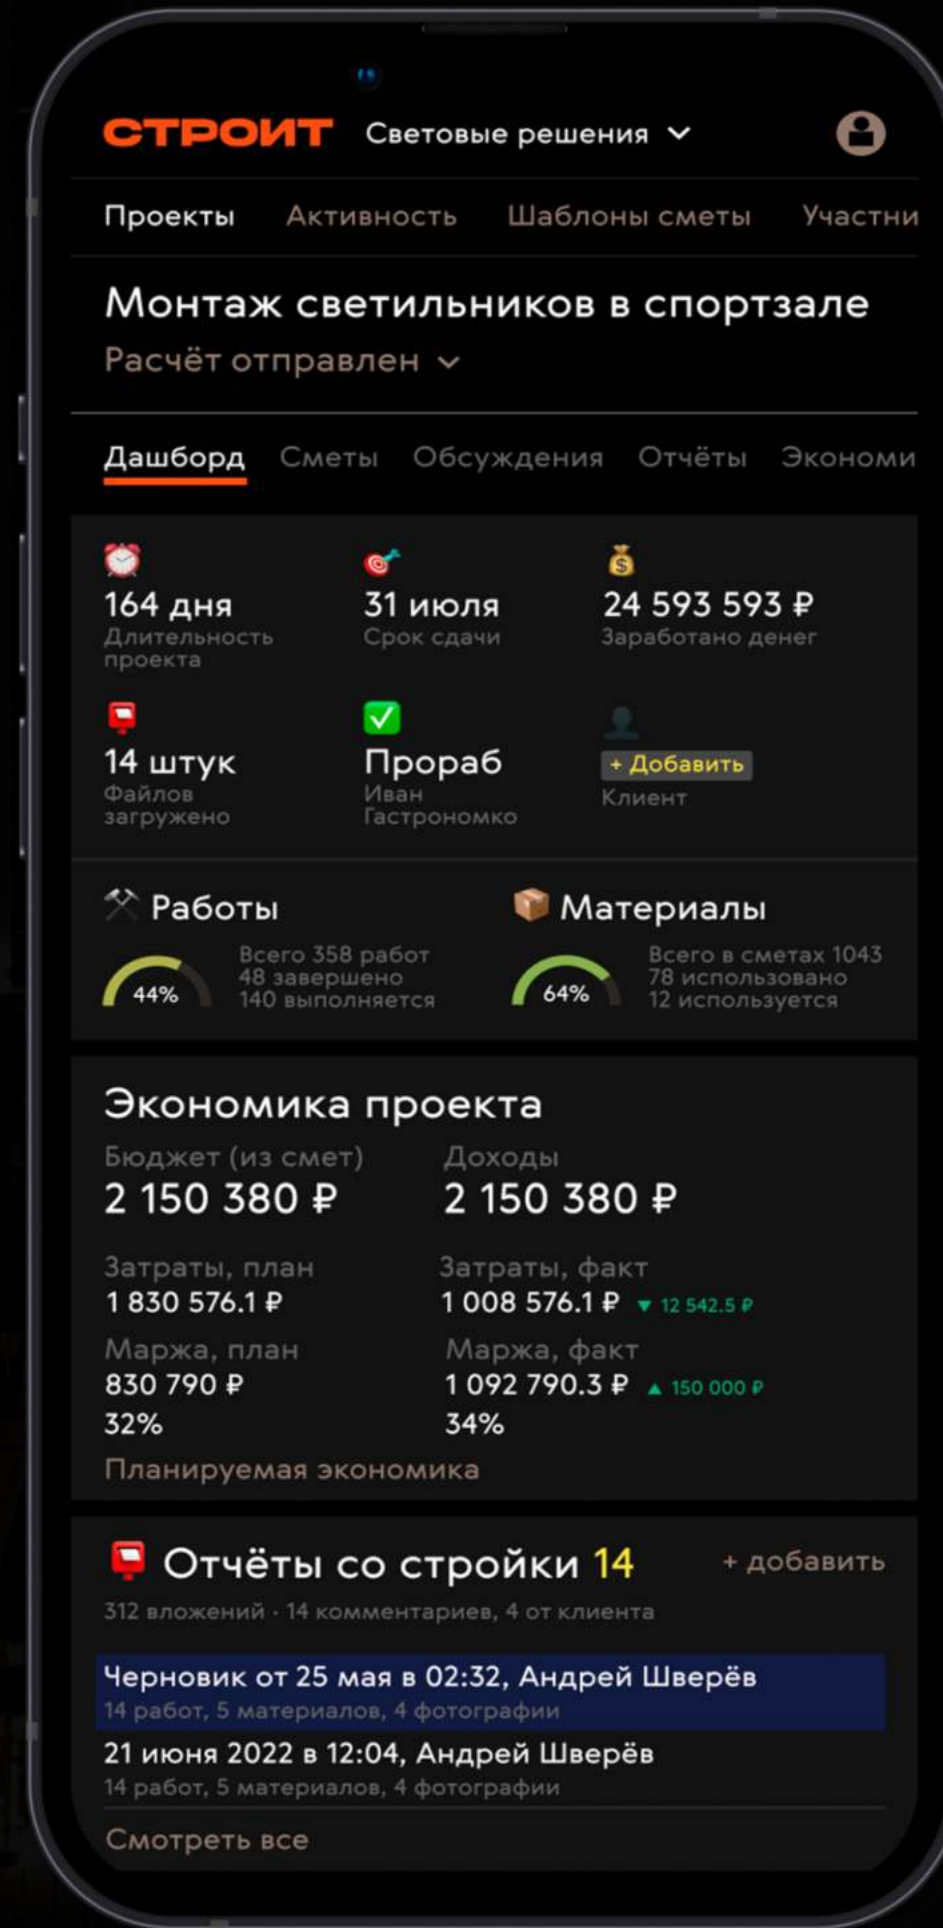 СТРОИТ Световые решения
Проекты Активность Шаблоны сметы Участни
Монтаж светильников в спортзале
Расчёт отправлен
Дашборд Сметы Обсуждения Отчёты Экономи
164 дня
Длительность
проекта
31 июля
Срок сдачи
24 593 593 ₽
Заработано денег
14 штук
Файлов
загружено
Прораб
Иван
Гастрономко
+ Добавить
Клиент
Работы
44%
Всего 358 работ
48 завершено
140 выполняется
Материалы
64%
Всего в сметах 1043
78 использовано
12 используется
Экономика проекта
Бюджет (из смет)
2 150 380 ₽
Доходы
2 150 380 ₽
Затраты, план
1 830 576.1 ₽
Затраты, факт
1 008 576.1 ₽ ▼ 12 542.5 ₽
Маржа, план
830 790 ₽
32%
Маржа, факт
1 092 790.3 ₽ ▲ 150 000 ₽
34%
Планируемая экономика
Отчёты со стройки 14
+ добавить
312 вложений · 14 комментариев, 4 от клиента
Черновик от 25 мая в 02:32, Андрей Шверёв
14 работ, 5 материалов, 4 фотографии
21 июня 2022 в 12:04, Андрей Шверёв
14 работ, 5 материалов, 4 фотографии
Смотреть все